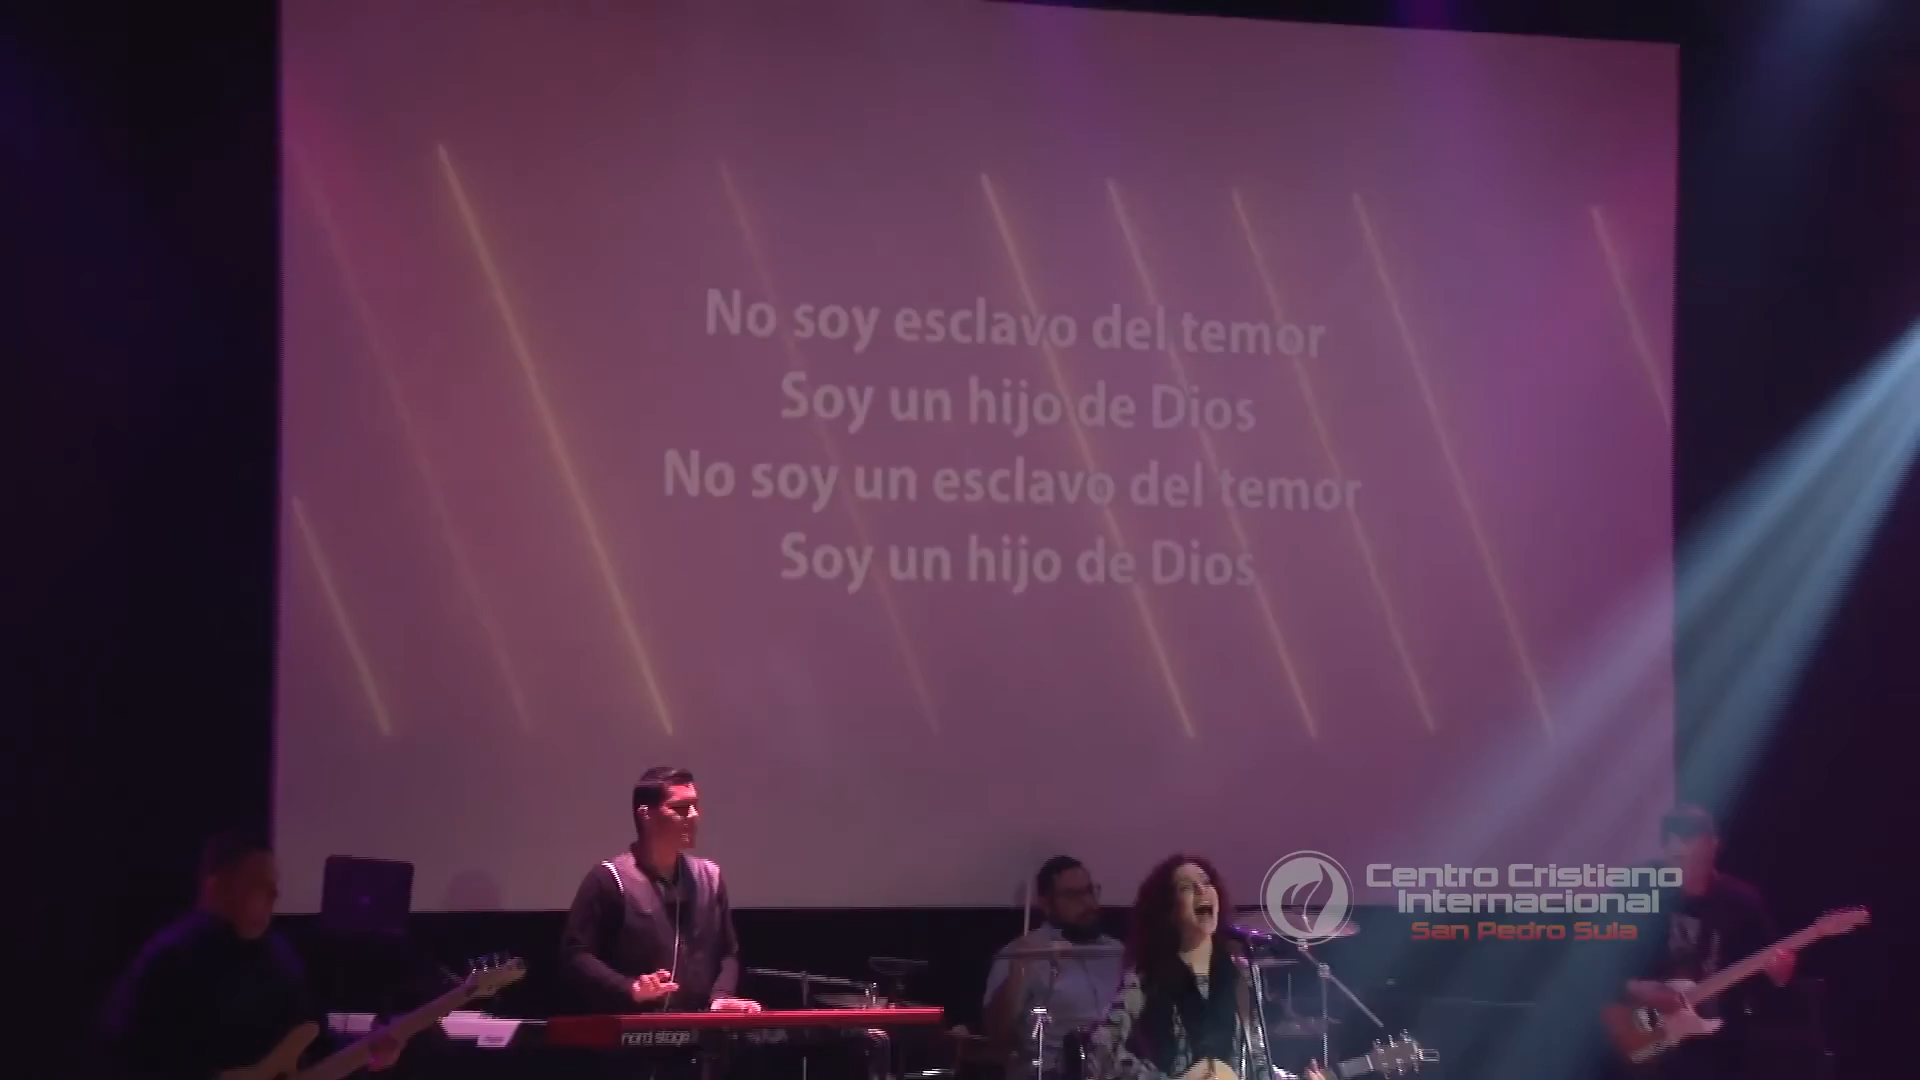 No soy esclavo del temor
Soy un hijo de Dios
No soy un esclavo del temor
Soy un hijo de Dios
Centro Cristiano
Internacional
San Pedro Sula
nord stage